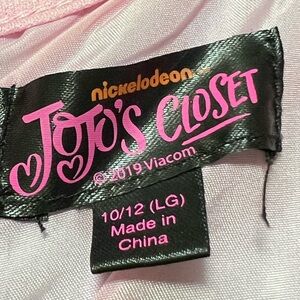 nickelodeon
JoJo's Closet
© 2019 Viacom
10/12 (LG)
Made in
China